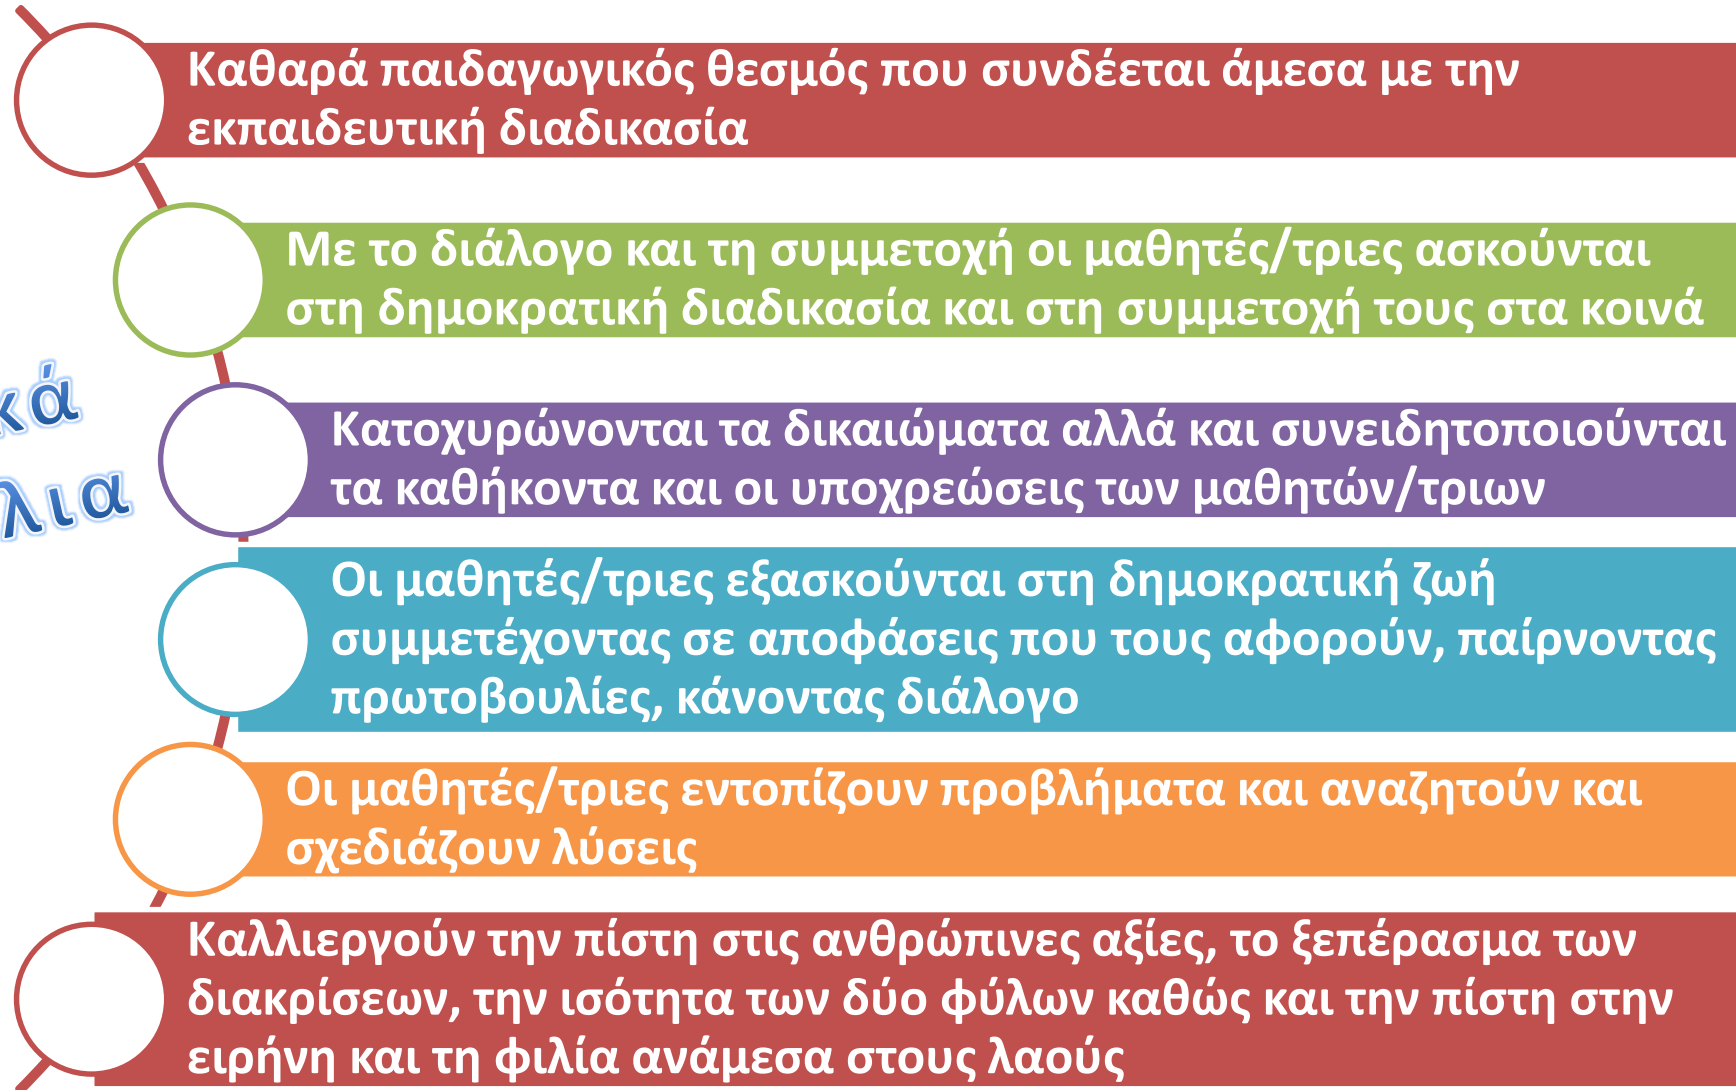 Καθαρά παιδαγωγικός θεσμός που συνδέεται άμεσα με την
εκπαιδευτική διαδικασία
Με το διάλογο και τη συμμετοχή οι μαθητές/τριες ασκούνται
στη δημοκρατική διαδικασία και στη συμμετοχή τους στα κοινά
Κατοχυρώνονται τα δικαιώματα αλλά και συνειδητοποιούνται
τα καθήκοντα και οι υποχρεώσεις των μαθητών/τριων
Οι μαθητές/τριες εξασκούνται στη δημοκρατική ζωή
συμμετέχοντας σε αποφάσεις που τους αφορούν, παίρνοντας
πρωτοβουλίες, κάνοντας διάλογο
Οι μαθητές/τριες εντοπίζουν προβλήματα και αναζητούν και
σχεδιάζουν λύσεις
Καλλιεργούν την πίστη στις ανθρώπινες αξίες, το ξεπέρασμα των
διακρίσεων, την ισότητα των δύο φύλων καθώς και την πίστη στην
ειρήνη και τη φιλία ανάμεσα στους λαούς